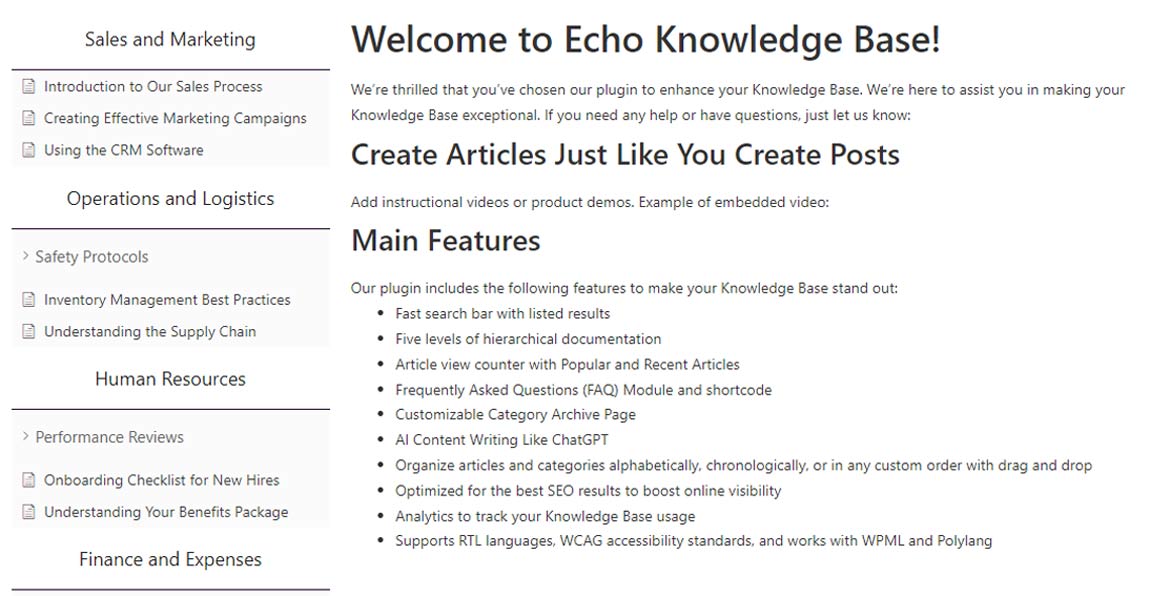 Sales and Marketing
Introduction to Our Sales Process
Creating Effective Marketing Campaigns
Using the CRM Software
Operations and Logistics
Safety Protocols
Inventory Management Best Practices
Understanding the Supply Chain
Human Resources
Performance Reviews
Onboarding Checklist for New Hires
Understanding Your Benefits Package
Finance and Expenses
Welcome to Echo Knowledge Base!
We’re thrilled that you’ve chosen our plugin to enhance your Knowledge Base. We’re here to assist you in making your
Knowledge Base exceptional. If you need any help or have questions, just let us know:
Create Articles Just Like You Create Posts
Add instructional videos or product demos. Example of embedded video:
Main Features
Our plugin includes the following features to make your Knowledge Base stand out:
• Fast search bar with listed results
• Five levels of hierarchical documentation
• Article view counter with Popular and Recent Articles
• Frequently Asked Questions (FAQ) Module and shortcode
• Customizable Category Archive Page
• AI Content Writing Like ChatGPT
• Organize articles and categories alphabetically, chronologically, or in any custom order with drag and drop
• Optimized for the best SEO results to boost online visibility
• Analytics to track your Knowledge Base usage
• Supports RTL languages, WCAG accessibility standards, and works with WPML and Polylang